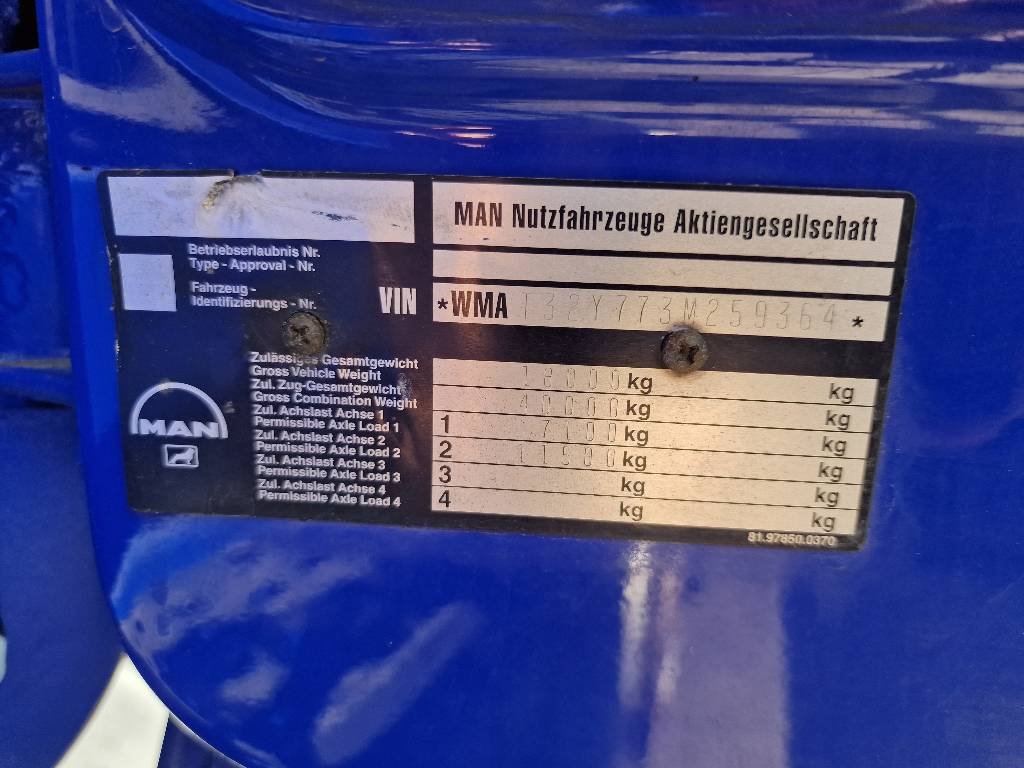 MAN Nutzfahrzeuge Aktiengesellschaft
Betriebserlaubnis Nr.
Type - Approval - Nr.
Fahrzeug -
Identifizierungs - Nr.
VIN *WMA T32Y773M259364 *
Zulässiges Gesamtgewicht
Gross Vehicle Weight
18000 kg kg
Zul. Zug-Gesamtgewicht
Gross Combination Weight
40000 kg kg
Zul. Achslast Achse 1
Permissible Axle Load 1
1 7100 kg kg
Zul. Achslast Achse 2
Permissible Axle Load 2
2 11500 kg kg
Zul. Achslast Achse 3
Permissible Axle Load 3
3 kg kg
Zul. Achslast Achse 4
Permissible Axle Load 4
4 kg kg
MAN
81.97850.0370